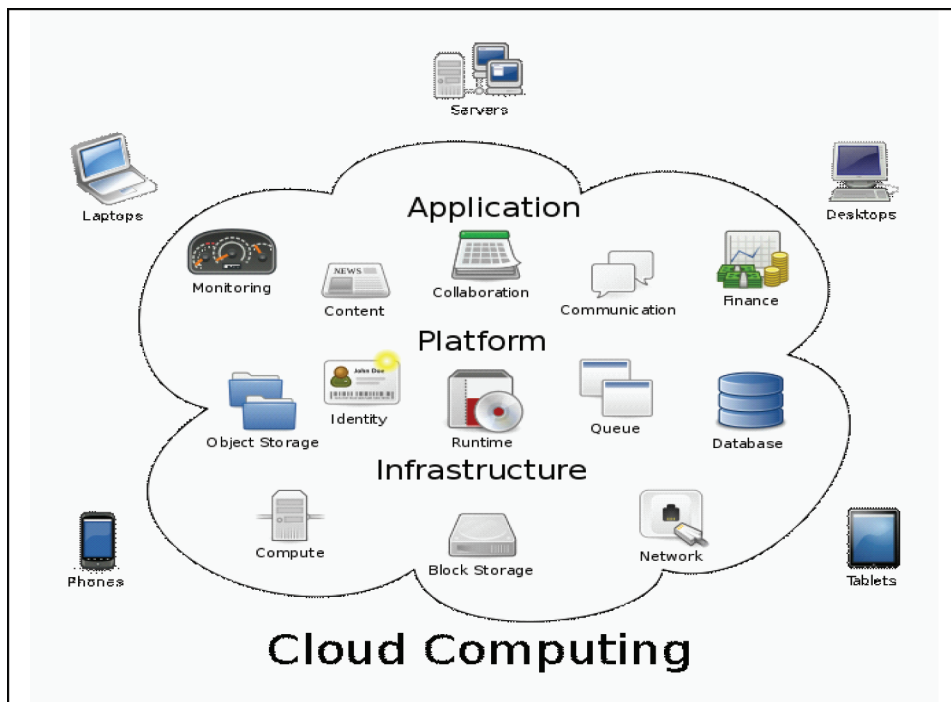 Servers
Laptops
Desktops
Application
Monitoring
NEWS
Content
Collaboration
Communication
Finance
Platform
John Doe
Object Storage
Identity
Runtime
Queue
Database
Infrastructure
Compute
Block Storage
Network
Phones
Tablets
Cloud Computing